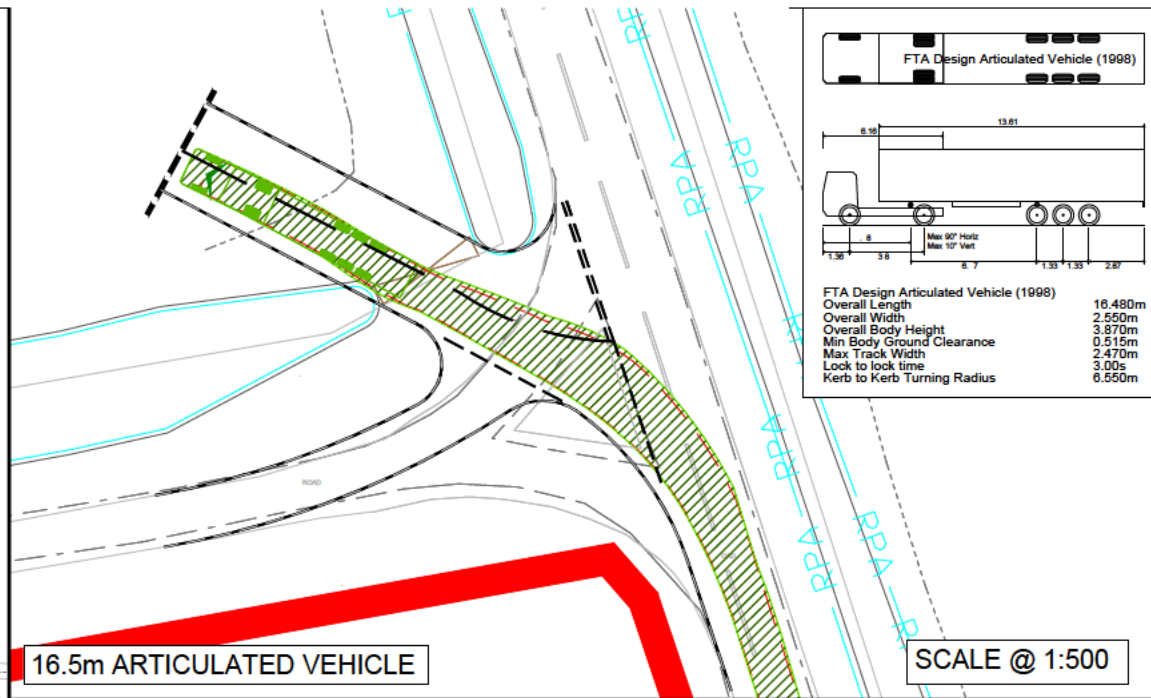 FTA Design Articulated Vehicle (1998)
13.61
6.16
Max 90° Horiz
Max 10° Vert
1.36
1.33
1.33
2.87
FTA Design Articulated Vehicle (1998)
Overall Length 16.480m
Overall Width 2.550m
Overall Body Height 3.870m
Min Body Ground Clearance 0.515m
Max Track Width 2.470m
Lock to lock time 3.00s
Kerb to Kerb Turning Radius 6.550m
RPA
RPA
RPA
RPA
RPA
RPA
ROAD
16.5m ARTICULATED VEHICLE
SCALE @ 1:500